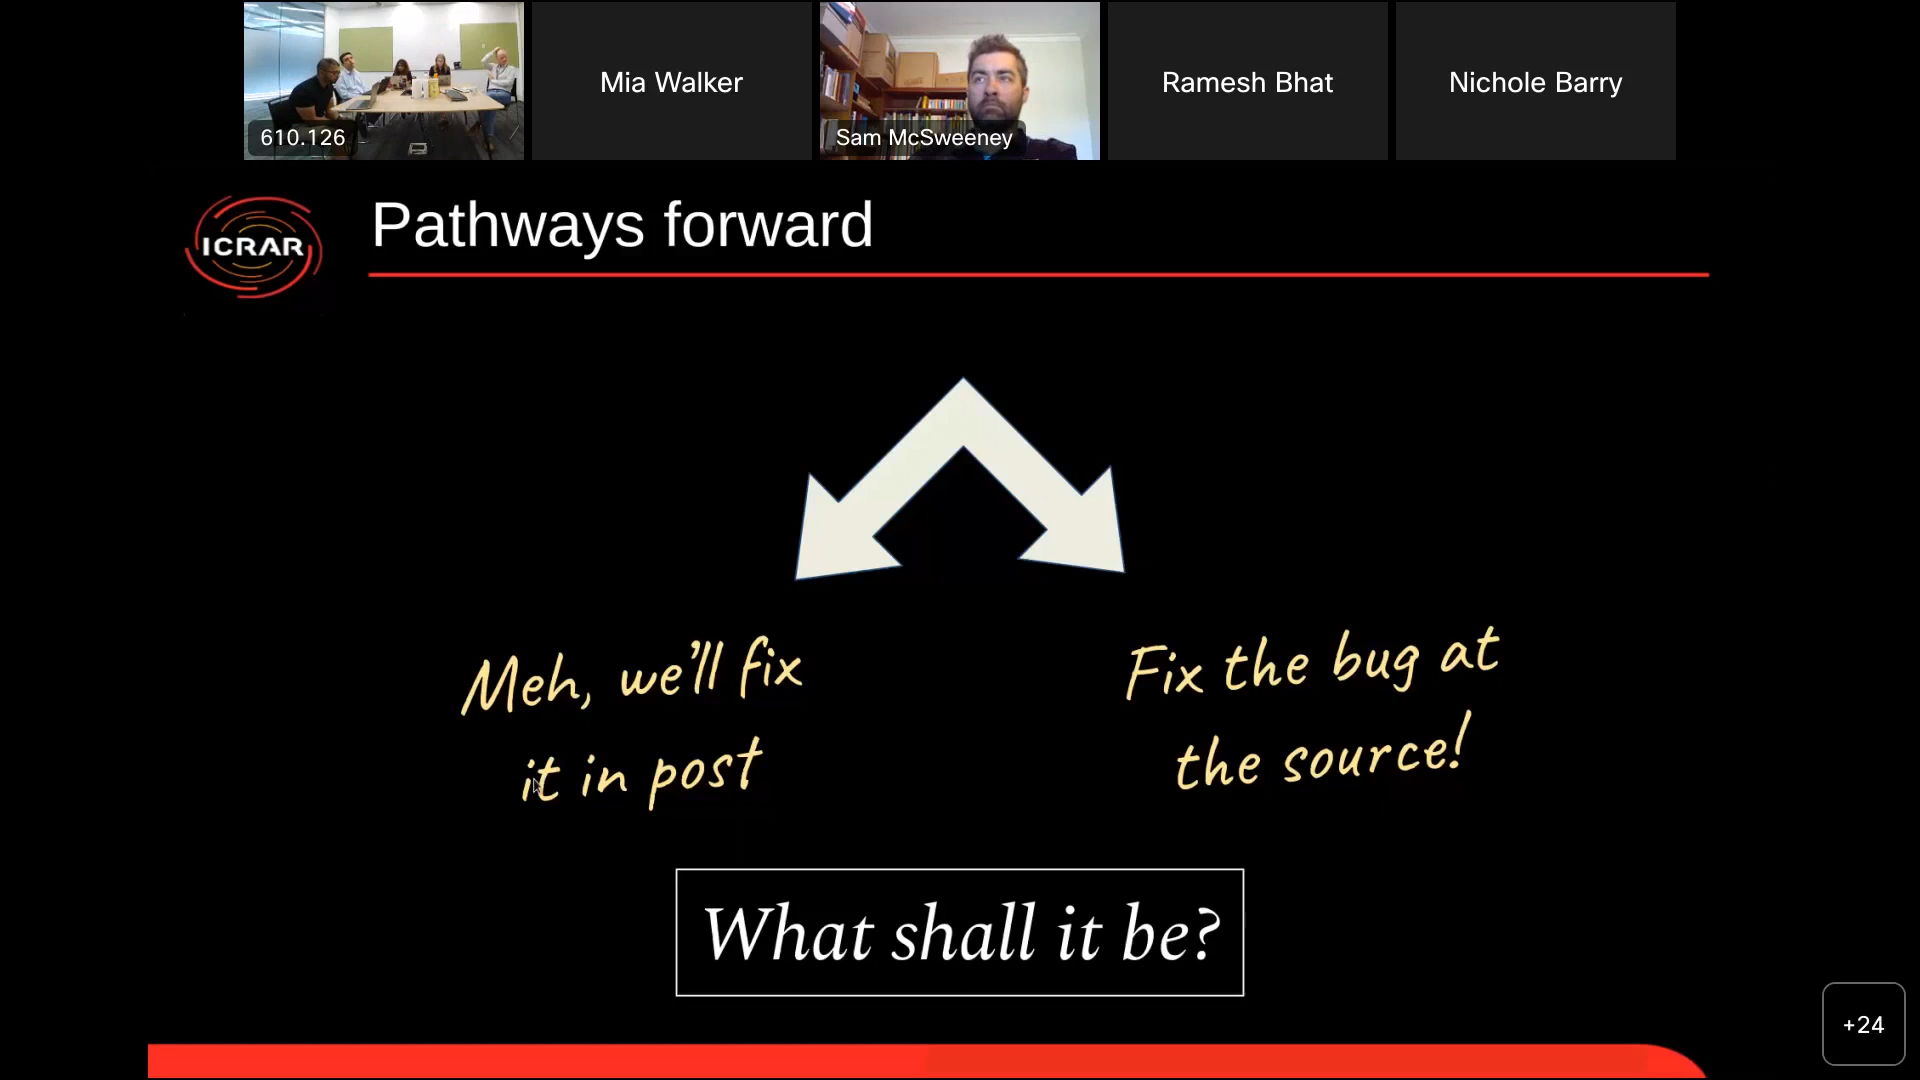 610.126
Mia Walker
Sam McSweeney
Ramesh Bhat
Nichole Barry
ICRAR
Pathways forward
Meh, we'll fix
it in post
Fix the bug at
the source!
What shall it be?
+24